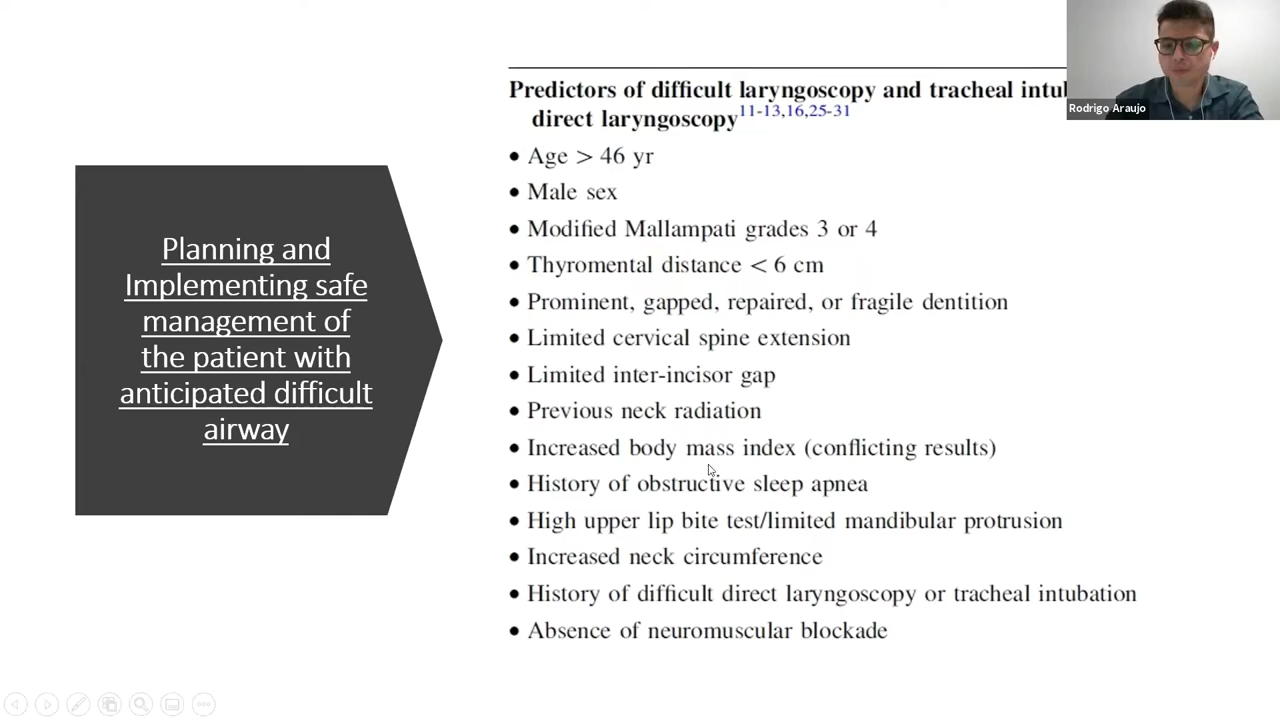 Planning and
Implementing safe
management of
the patient with
anticipated difficult
airway
Predictors of difficult laryngoscopy and tracheal
direct laryngoscopy11-13,16,25-31
• Age > 46 yr
• Male sex
• Modified Mallampati grades 3 or 4
• Thyromental distance < 6 cm
• Prominent, gapped, repaired, or fragile dentition
• Limited cervical spine extension
• Limited inter-incisor gap
• Previous neck radiation
• Increased body mass index (conflicting results)
• History of obstructive sleep apnea
• High upper lip bite test/limited mandibular protrusion
• Increased neck circumference
• History of difficult direct laryngoscopy or tracheal intubation
• Absence of neuromuscular blockade
Rodrigo Araujo